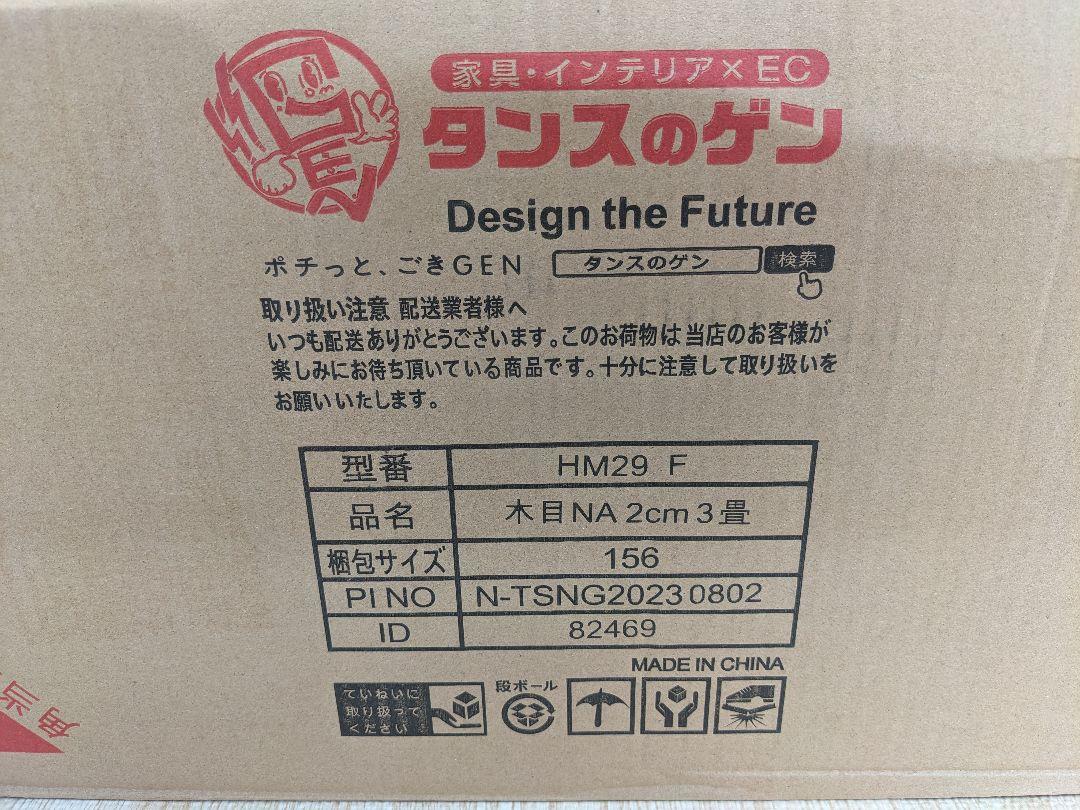 家具・インテリア×EC
タンスのゲン
GEN
Design the Future
ポチっと、ごきGEN タンスのゲン 検索
取り扱い注意 配送業者様へ
いつも配送ありがとうございます。このお荷物は当店のお客様が
楽しみにお待ち頂いている商品です。十分に注意して取り扱いを
お願いいたします。
型番 HM29 F
品名 木目NA 2cm 3畳
梱包サイズ 156
PI NO N-TSNG20230802
ID 82469
MADE IN CHINA
ていねいに
取り扱って
ください
段ボール
角当